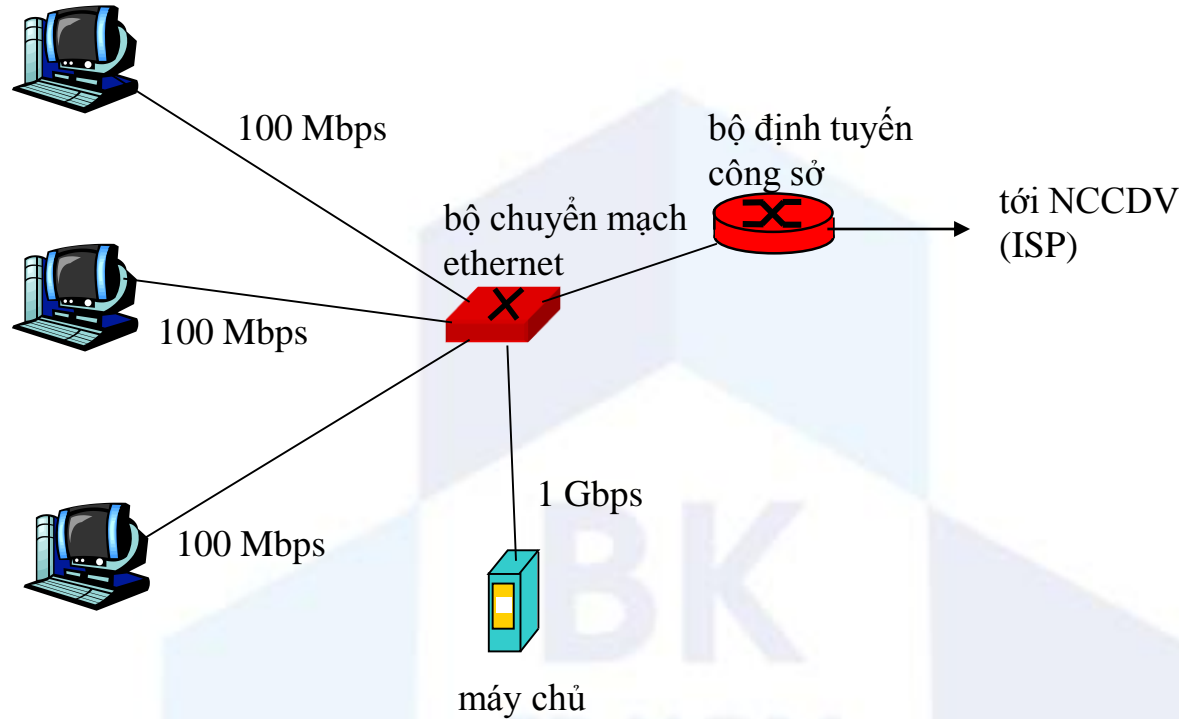 100 Mbps
bộ định tuyến
công sở
bộ chuyển mạch
ethernet
tới NCCDV
(ISP)
100 Mbps
100 Mbps
1 Gbps
BK
máy chủ